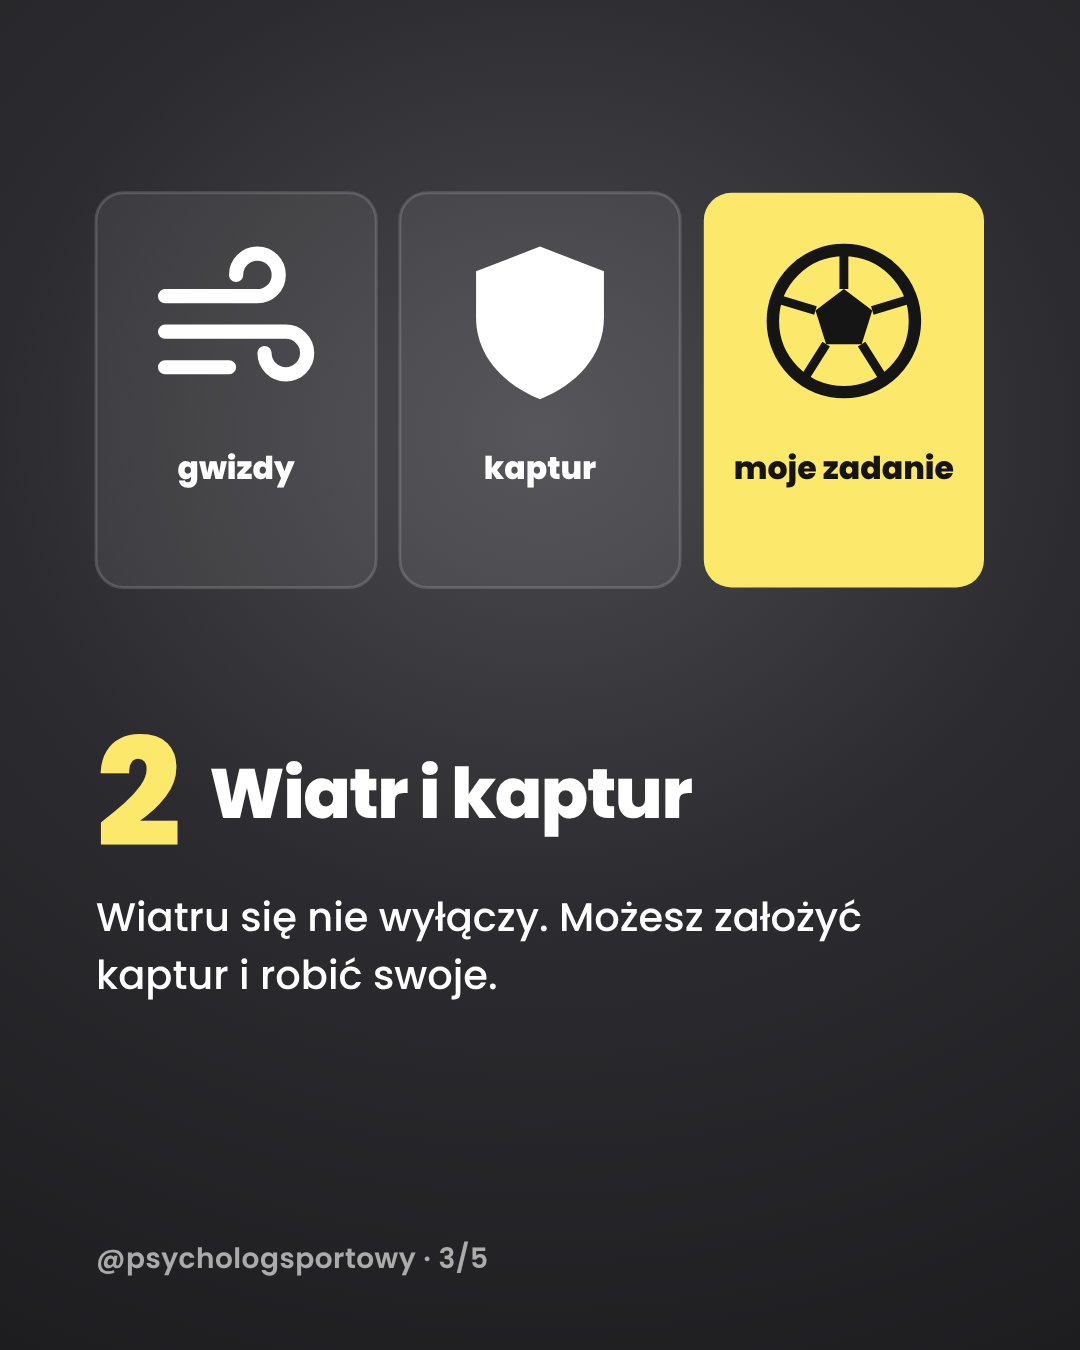 gwizdy
kaptur
moje zadanie
2 Wiatr i kaptur
Wiatru się nie wyłączy. Możesz założyć
kaptur i robić swoje.
@psychologsportowy · 3/5